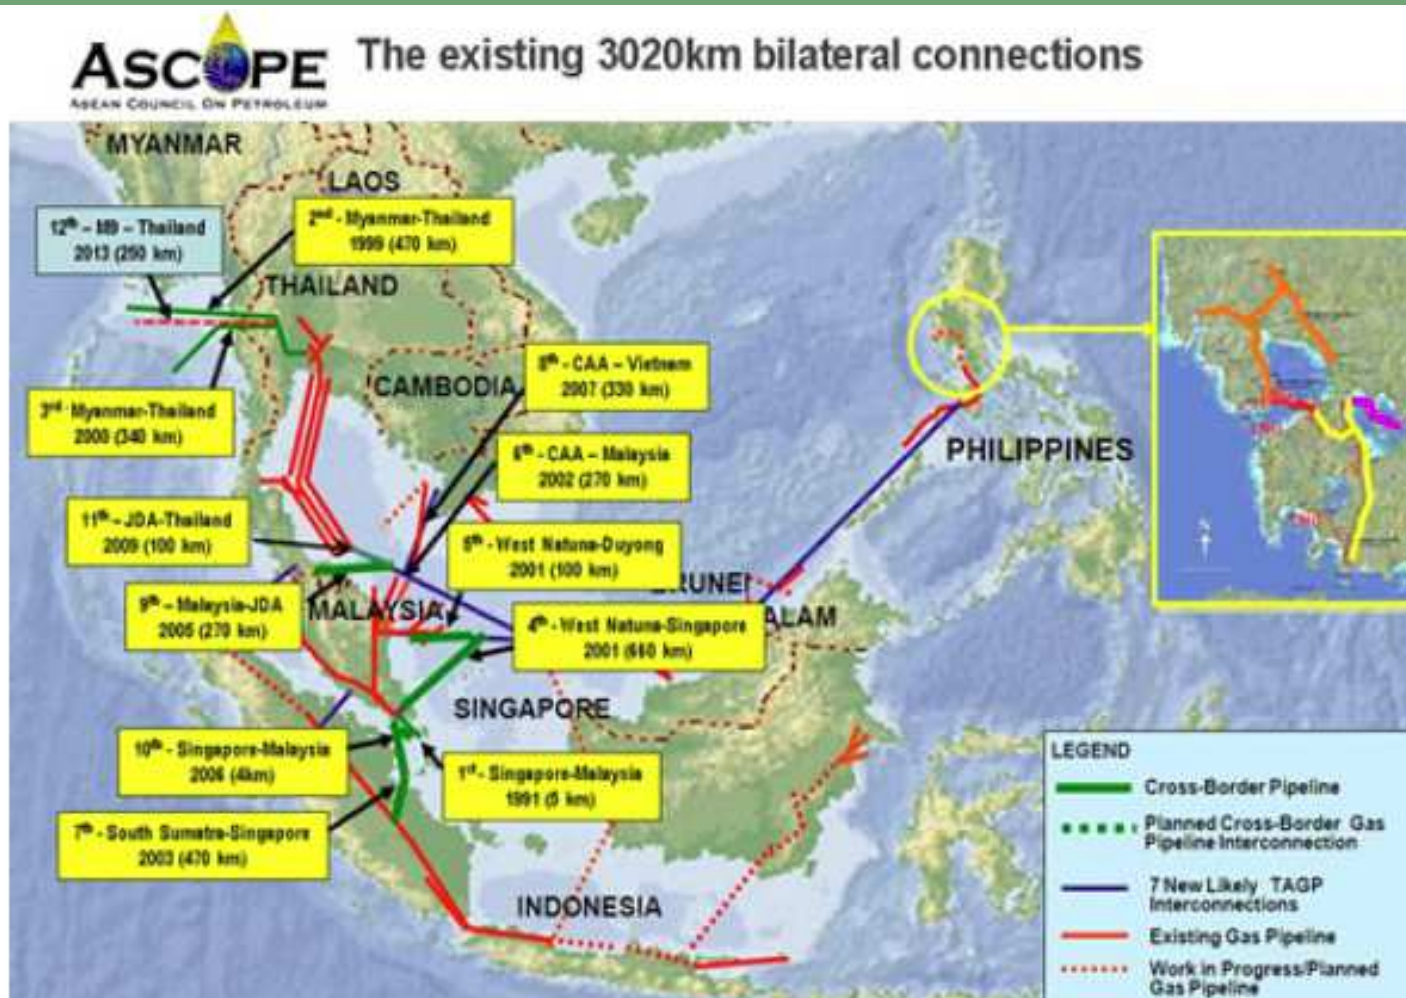 ASCOPE
ASEAN COUNCIL ON PETROLEUM
The existing 3020km bilateral connections
MYANMAR
LAOS
12th – M9 – Thailand
2013 (250 km)
2nd - Myanmar-Thailand
1999 (470 km)
THAILAND
CAMBODIA
8th - CAA – Vietnam
2007 (330 km)
3rd - Myanmar-Thailand
2000 (340 km)
6th - CAA – Malaysia
2002 (270 km)
PHILIPPINES
11th – JDA-Thailand
2009 (100 km)
5th - West Natuna-Duyong
2001 (100 km)
BRUNEI
ALAM
9th – Malaysia-JDA
2005 (270 km)
MALAYSIA
4th - West Natuna-Singapore
2001 (660 km)
SINGAPORE
10th - Singapore-Malaysia
2006 (4km)
1st - Singapore-Malaysia
1991 (5 km)
7th - South Sumatra-Singapore
2003 (470 km)
INDONESIA
N
LEGEND
Cross-Border Pipeline
Planned Cross-Border Gas
Pipeline Interconnection
7 New Likely TAGP
Interconnections
Existing Gas Pipeline
Work in Progress/Planned
Gas Pipeline